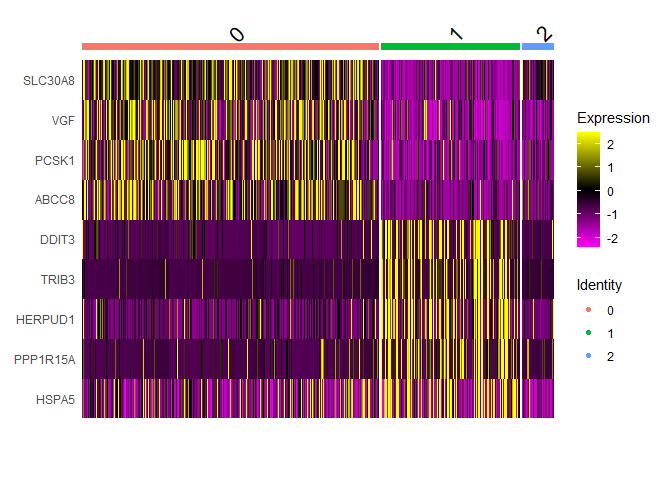 0 1 2
SLC30A8
VGF
PCSK1
ABCC8
DDIT3
TRIB3
HERPUD1
PPP1R15A
HSPA5
Expression
2
1
0
-1
-2
Identity
0
1
2